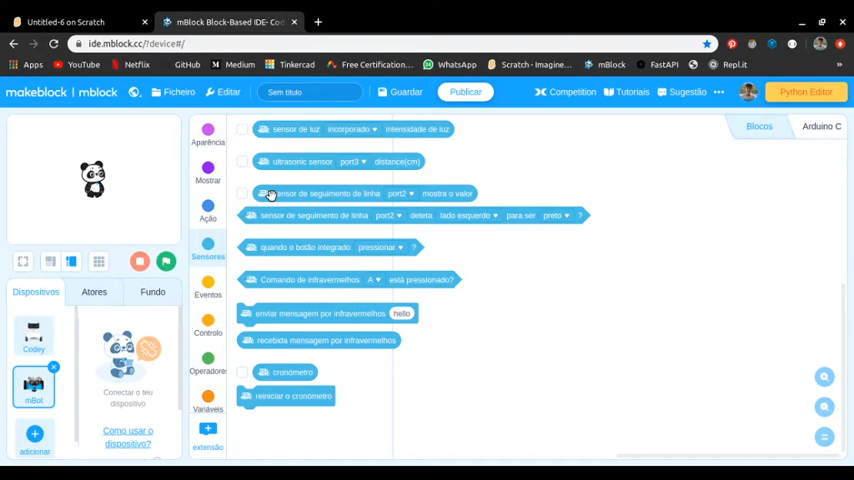 Untitled-6 on Scratch
mBlock Block-Based IDE- Co
ide.mblock.cc/?device#/
Apps YouTube Netflix GitHub Medium Tinkercad Free Certification... WhatsApp Scratch - Imagine... mBlock FastAPI Repl.it
makeblock | mblock Ficheiro Editar Sem título Guardar Publicar Competition Tutoriais Sugestão Python Editor
Blocos Arduino C
Aparência
Mostrar
Ação
Sensores
Eventos
Controlo
Operadores
Variáveis
extensão
sensor de luz incorporado intensidade de luz
ultrasonic sensor port3 distance(cm)
sensor de seguimento de linha port2 mostra o valor
sensor de seguimento de linha port2 deteta lado esquerdo para ser preto ?
quando o botão integrado pressionar ?
Comando de infravermelhos A está pressionado?
enviar mensagem por infravermelhos hello
recebida mensagem por infravermelhos
cronómetro
reiniciar o cronómetro
Dispositivos Atores Fundo
Codey
mBot
adicionar
Conectar o teu
dispositivo
Como usar o
dispositivo?